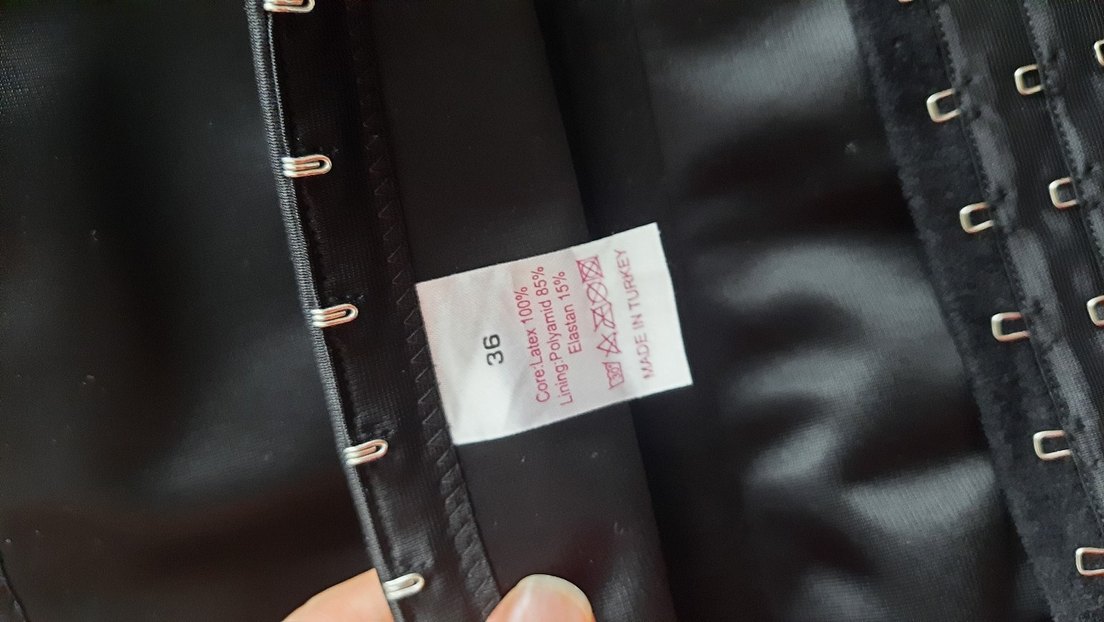 36
Core:Latex 100%
Lining:Polyamid 85%
Elastan 15%
MADE IN TURKEY